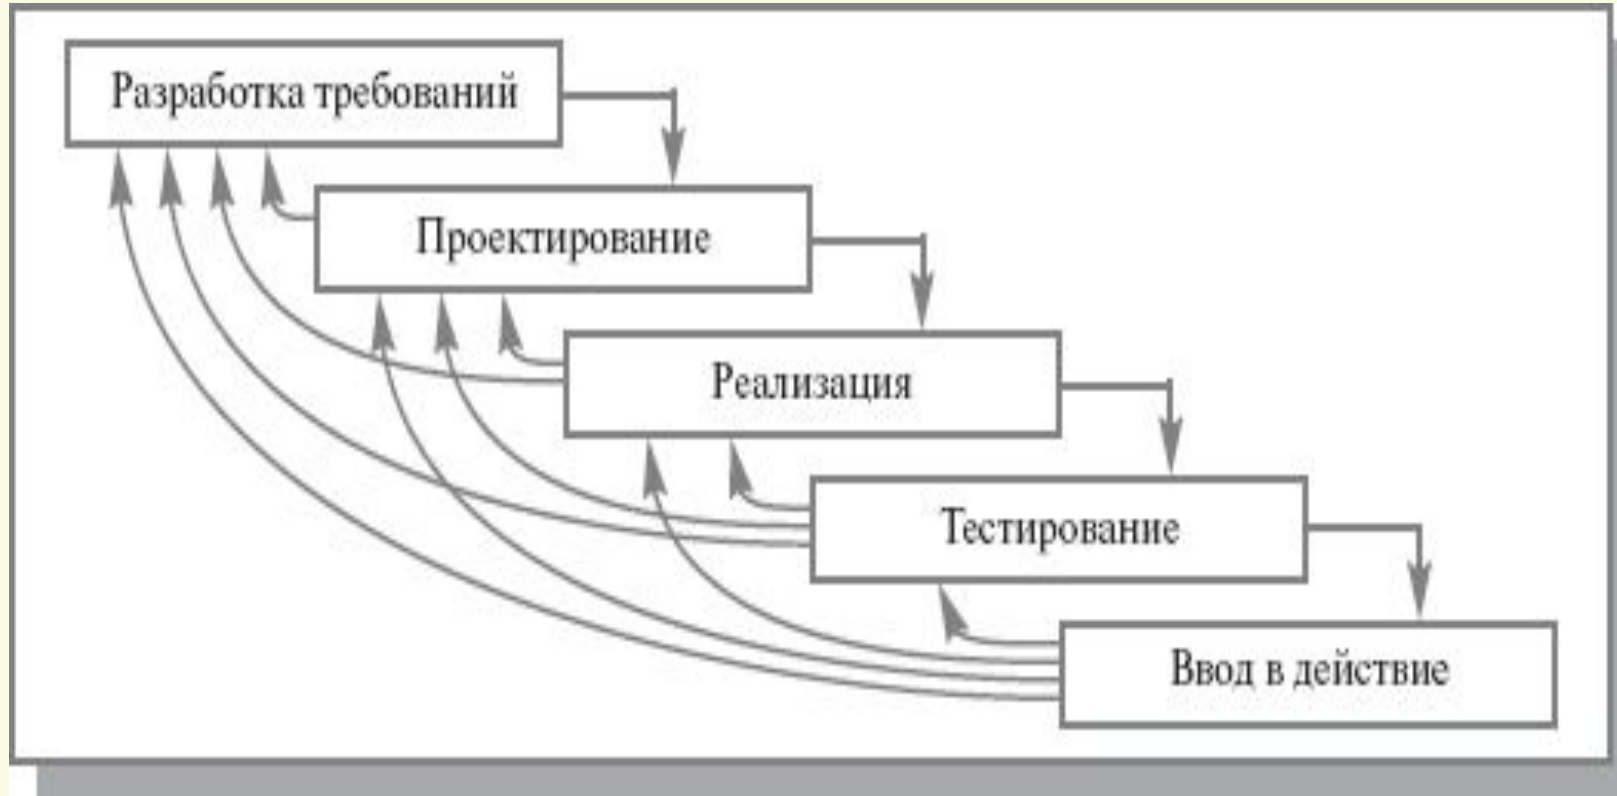 Разработка требований
Проектирование
Реализация
Тестирование
Ввод в действие